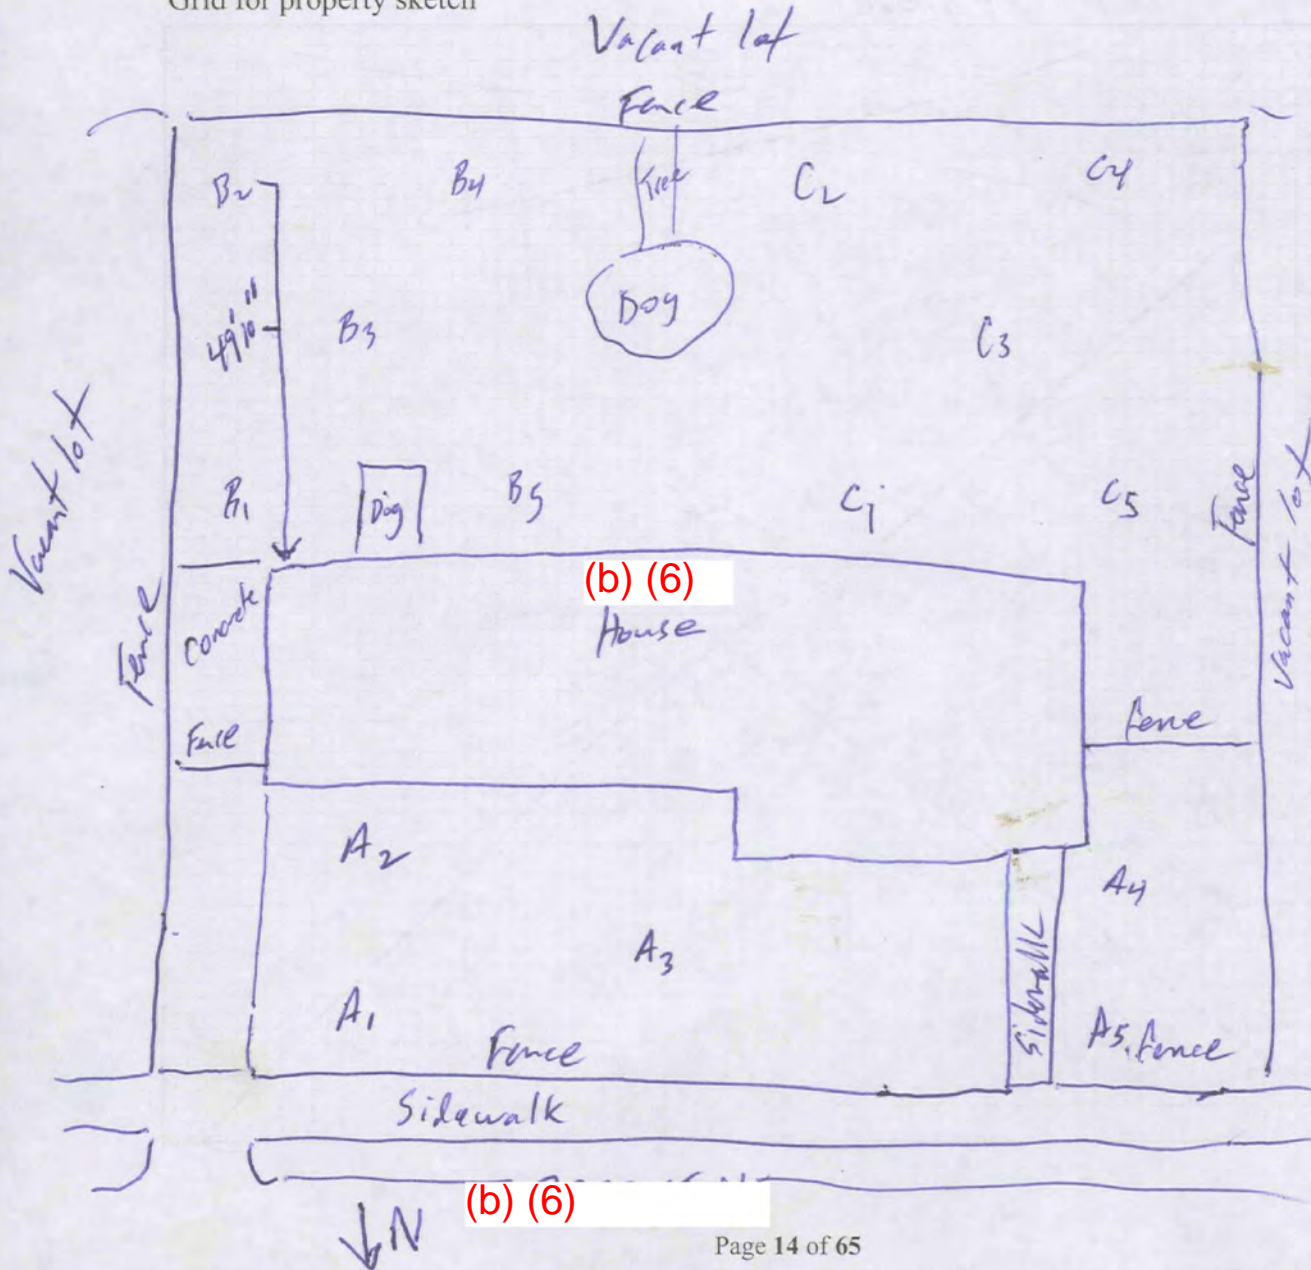 Grid for property sketch
Vacant lot
Fence
B2
B4
Tree
C2
C4
49'10"
B3
Dog
C3
Vacant lot
B1
Dog
B5
C1
C5
Fence
Vacant lot
(b) (6)
House
Fence
Concrete
Fence
Fence
A2
A3
A4
A1
Sidewalk
Fence
A5
Fence
Sidewalk
(b) (6)
N
Page 14 of 65